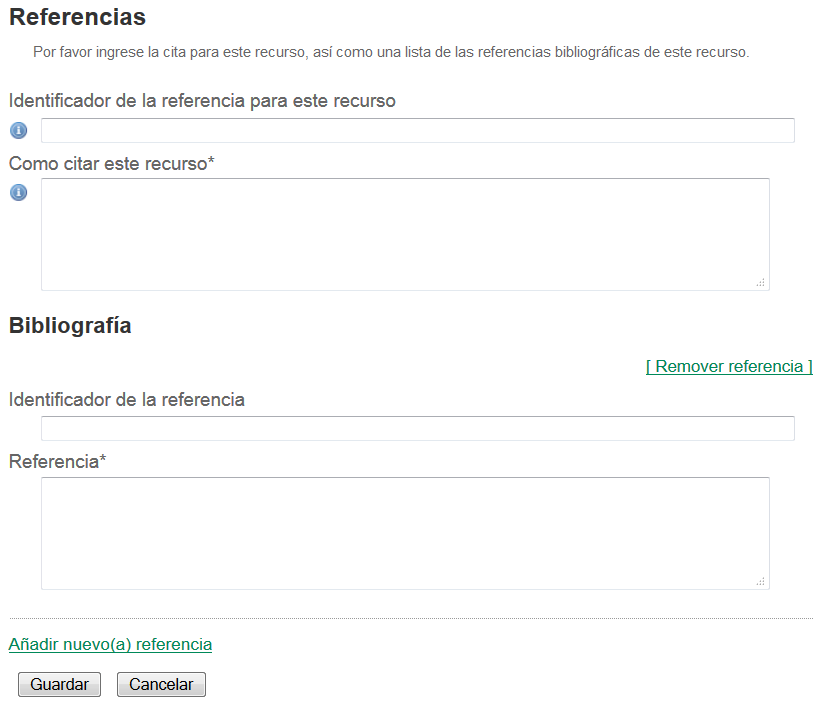 Referencias
Por favor ingrese la cita para este recurso, así como una lista de las referencias bibliográficas de este recurso.
Identificador de la referencia para este recurso
Como citar este recurso*
Bibliografía
[ Remover referencia ]
Identificador de la referencia
Referencia*
Añadir nuevo(a) referencia
Guardar Cancelar